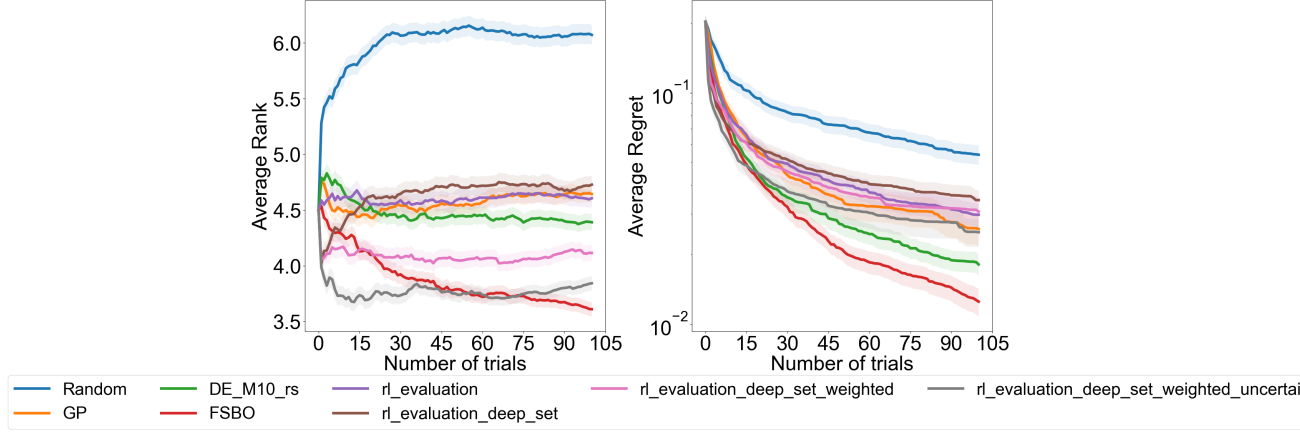 6.0
5.5
5.0
4.5
4.0
3.5
Average Rank
0 15 30 45 60 75 90 105
Number of trials
10⁻¹
10⁻²
Average Regret
0 15 30 45 60 75 90 105
Number of trials
Random DE_M10_rs rl_evaluation rl_evaluation_deep_set_weighted rl_evaluation_deep_set_weighted_uncertai
GP FSBO rl_evaluation_deep_set